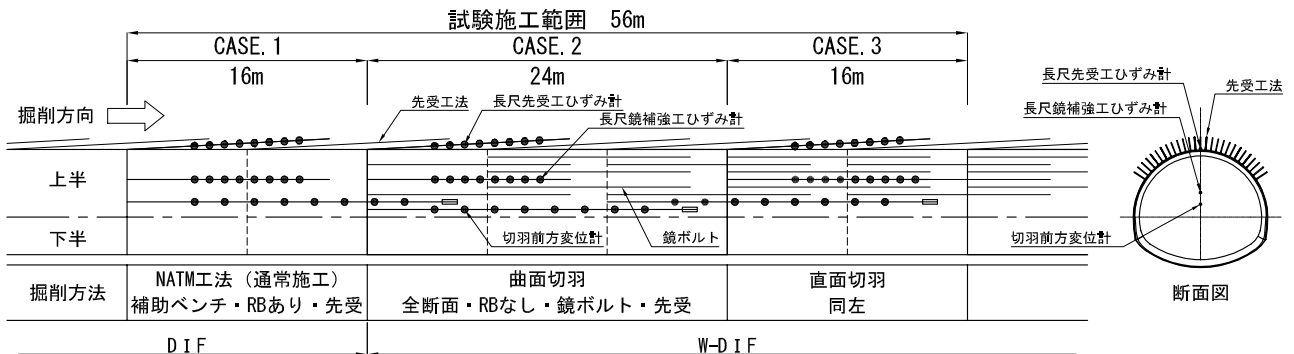 試験施工範囲 56m
CASE.1 CASE.2 CASE.3
16m 24m 16m
掘削方向
先受工法
長尺先受工ひずみ計
長尺鏡補強工ひずみ計
上半
下半
切羽前方変位計
鏡ボルト
長尺先受工ひずみ計
先受工法
長尺鏡補強工ひずみ計
切羽前方変位計
断面図
掘削方法
NATM工法（通常施工）
補助ベンチ・RBあり・先受
曲面切羽
全断面・RBなし・鏡ボルト・先受
直面切羽
同左
DIF W-DIF